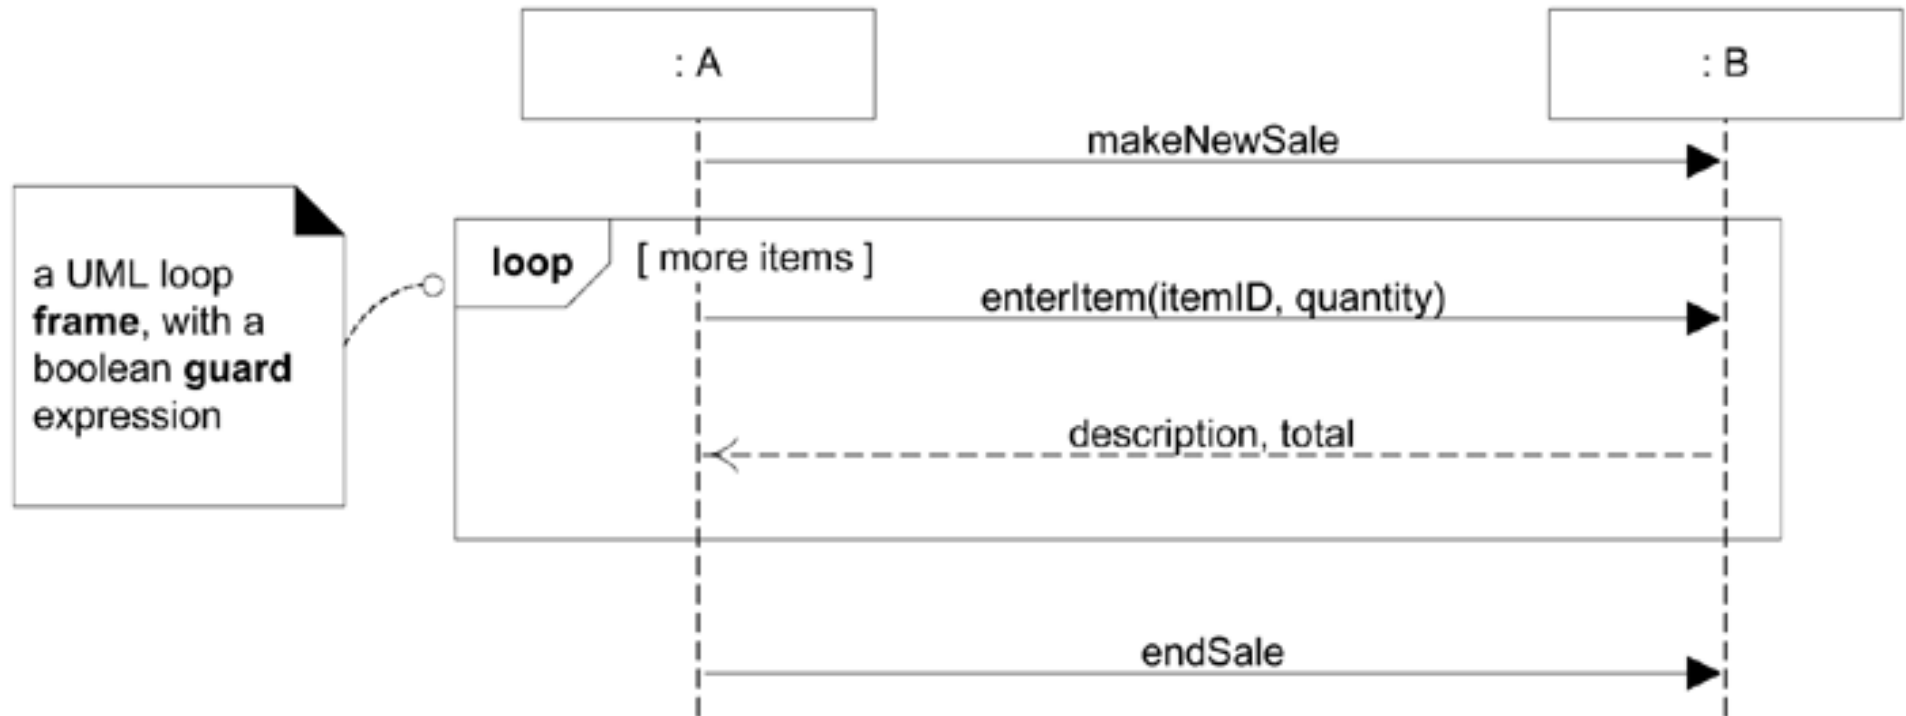 : A
: B
makeNewSale
a UML loop
frame, with a
boolean guard
expression
loop
[ more items ]
enterItem(itemID, quantity)
description, total
endSale